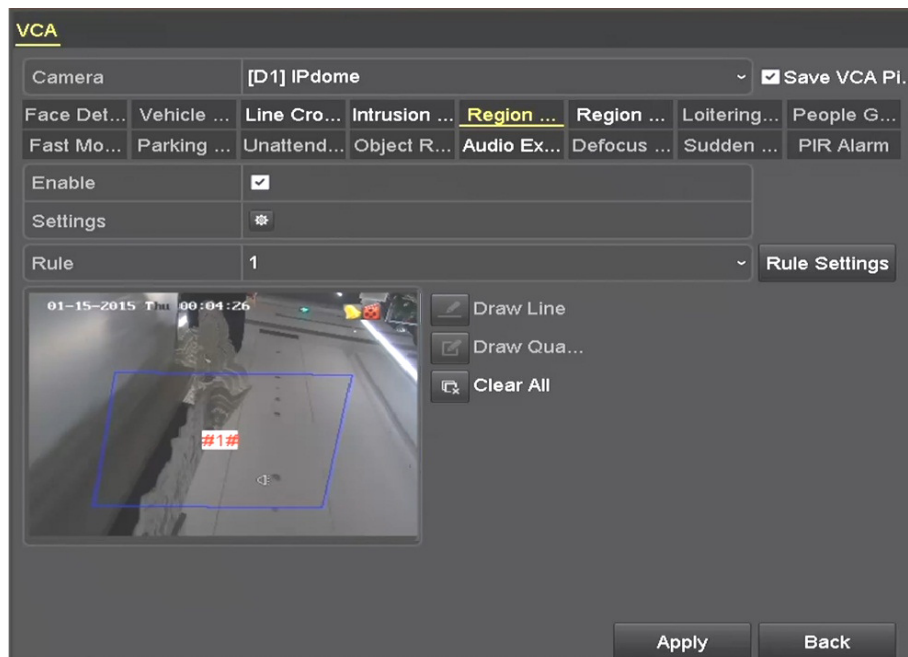 VCA
Camera [D1] IPdome Save VCA Pi.
Face Det... Vehicle ... Line Cro... Intrusion ... Region ... Region ... Loitering... People G...
Fast Mo... Parking ... Unattend... Object R... Audio Ex... Defocus ... Sudden ... PIR Alarm
Enable
Settings
Rule 1 Rule Settings
01-15-2015 Thu 00:04:26
Draw Line
Draw Qua...
Clear All
#1#
Apply Back